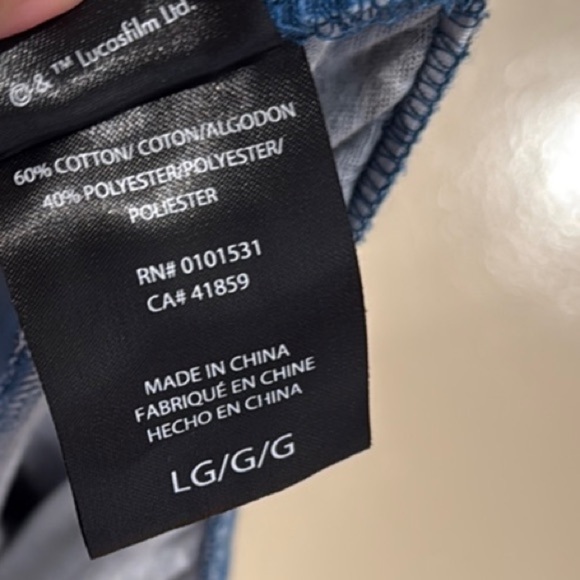 ©&™ Lucasfilm Ltd.
60% COTTON/ COTON/ALGODON
40% POLYESTER/POLYESTER/
POLIESTER
RN# 0101531
CA# 41859
MADE IN CHINA
FABRIQUÉ EN CHINE
HECHO EN CHINA
LG/G/G